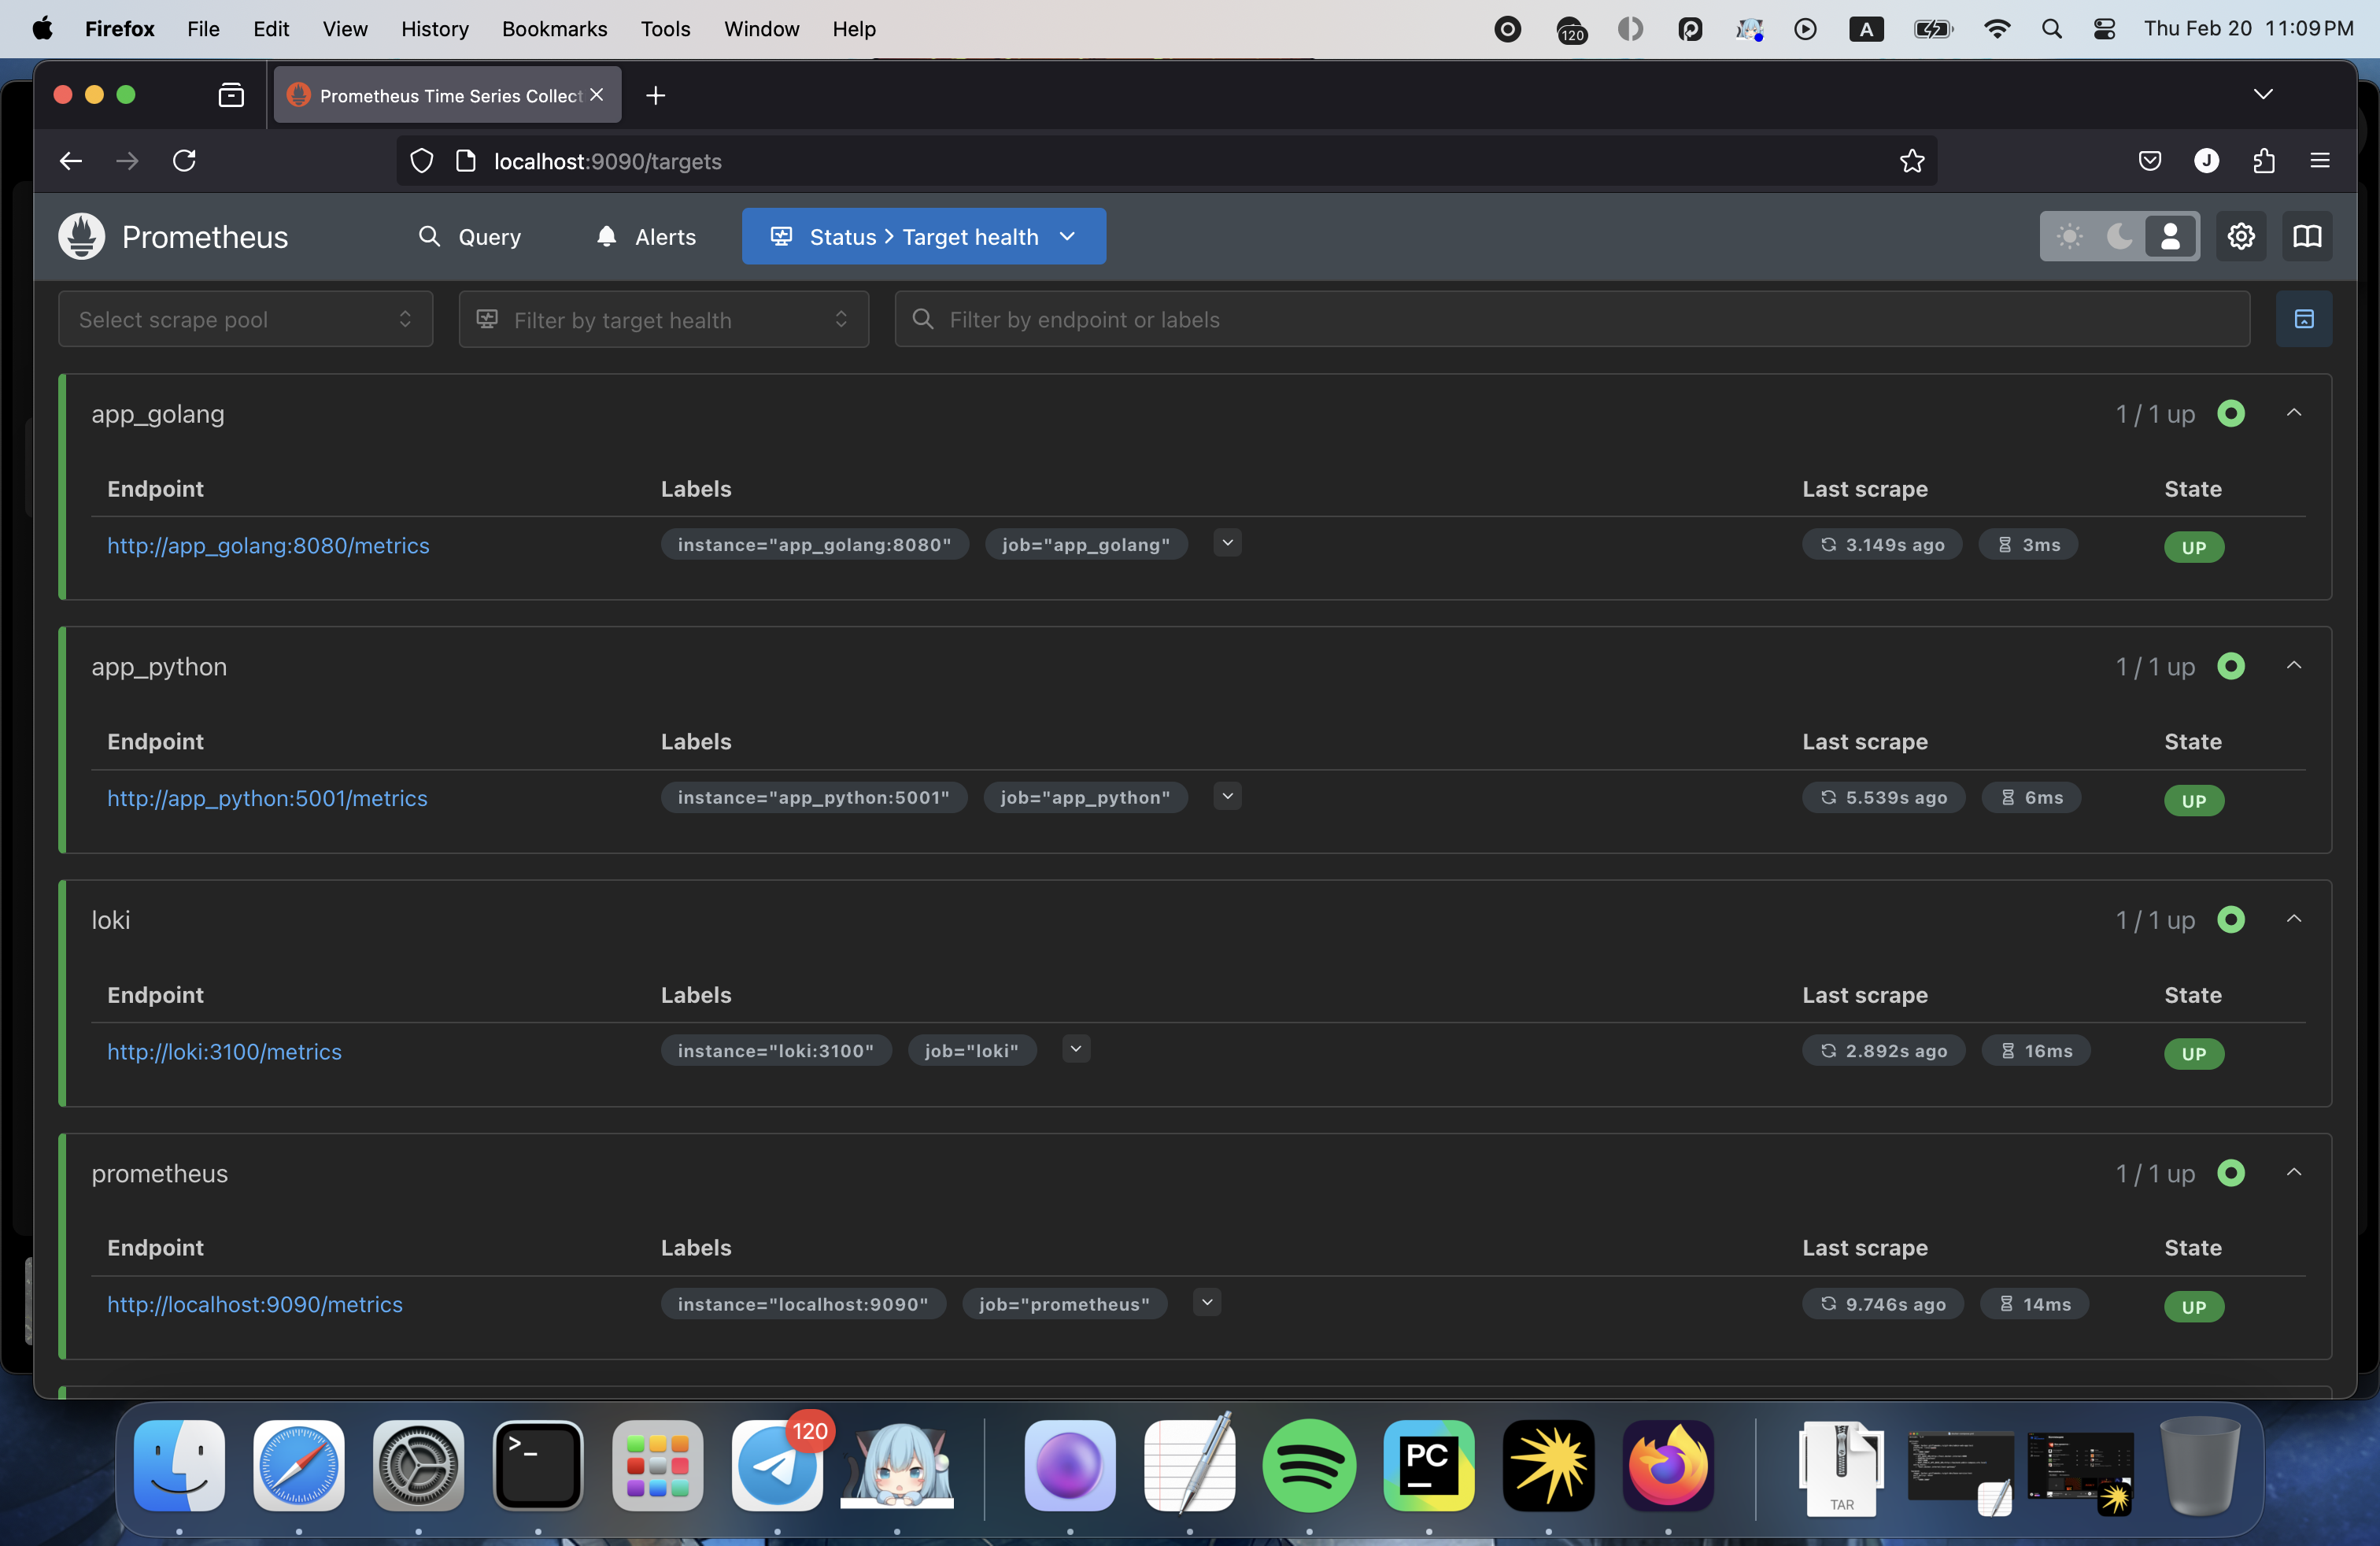 Firefox File Edit View History Bookmarks Tools Window Help 120 A Thu Feb 20 11:09 PM
Prometheus Time Series Collect
J
localhost:9090/targets
Prometheus Query Alerts Status > Target health
Select scrape pool Filter by target health Filter by endpoint or labels
app_golang 1 / 1 up
Endpoint Labels Last scrape State
http://app_golang:8080/metrics instance="app_golang:8080" job="app_golang" 3.149s ago 3ms UP
app_python 1 / 1 up
Endpoint Labels Last scrape State
http://app_python:5001/metrics instance="app_python:5001" job="app_python" 5.539s ago 6ms UP
loki 1 / 1 up
Endpoint Labels Last scrape State
http://loki:3100/metrics instance="loki:3100" job="loki" 2.892s ago 16ms UP
prometheus 1 / 1 up
Endpoint Labels Last scrape State
http://localhost:9090/metrics instance="localhost:9090" job="prometheus" 9.746s ago 14ms UP
>_ 120 PC TAR